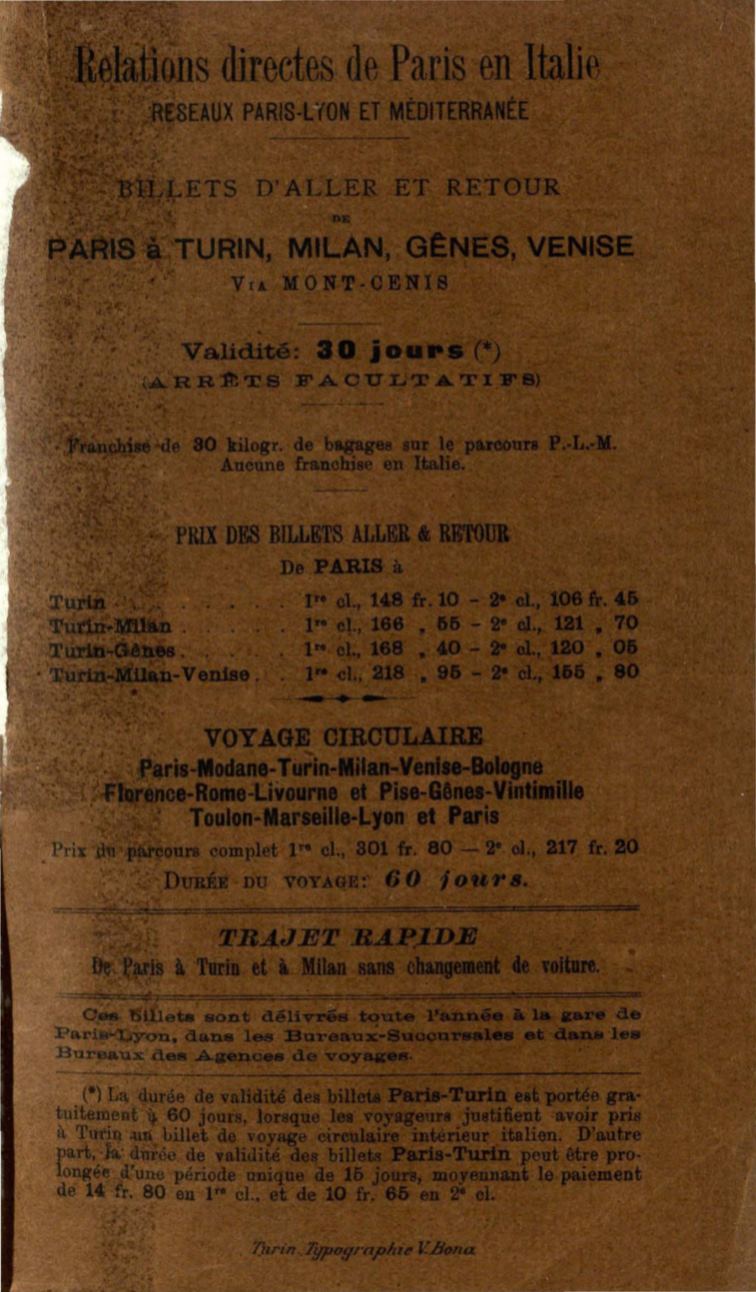 Relations directes de Paris en Italie
RESEAUX PARIS-LYON ET MÉDITERRANÉE
BILLETS D'ALLER ET RETOUR
DE
PARIS à TURIN, MILAN, GÊNES, VENISE
VIA MONT-CENIS
Validité: 30 jours (*)
(ARRÊTS FACULTATIFS)
Franchise de 30 kilogr. de bagages sur le parcours P.-L.-M.
Aucune franchise en Italie.
PRIX DES BILLETS ALLER & RETOUR
De PARIS à
Turin . . . . . . . 1re cl., 148 fr. 10 - 2e cl., 106 fr. 45
Turin-Milan . . . . . 1re cl., 166 „ 55 - 2e cl., 121 „ 70
Turin-Gênes . . . . . 1re cl., 168 „ 40 - 2e cl., 120 „ 05
Turin-Milan-Venise . . 1re cl., 218 „ 95 - 2e cl., 155 „ 80
VOYAGE CIRCULAIRE
Paris-Modane-Turin-Milan-Venise-Bologne
Florence-Rome-Livourne et Pise-Gênes-Vintimille
Toulon-Marseille-Lyon et Paris
Prix du parcours complet 1re cl., 301 fr. 80 — 2e cl., 217 fr. 20
DURÉE DU VOYAGE: 60 jours.
TRAJET RAPIDE
De Paris à Turin et à Milan sans changement de voiture.
Ces billets sont délivrés toute l'année à la gare de
Paris-Lyon, dans les Bureaux-Succursales et dans les
Bureaux des Agences de voyages.
(*) La durée de validité des billets Paris-Turin est portée gra-
tuitement à 60 jours, lorsque les voyageurs justifient avoir pris
à Turin un billet de voyage circulaire intérieur italien. D'autre
part, la durée de validité des billets Paris-Turin peut être pro-
longée d'une période unique de 15 jours, moyennant le paiement
de 14 fr. 80 en 1re cl., et de 10 fr. 65 en 2e cl.
Turin. Typographie V. Bona